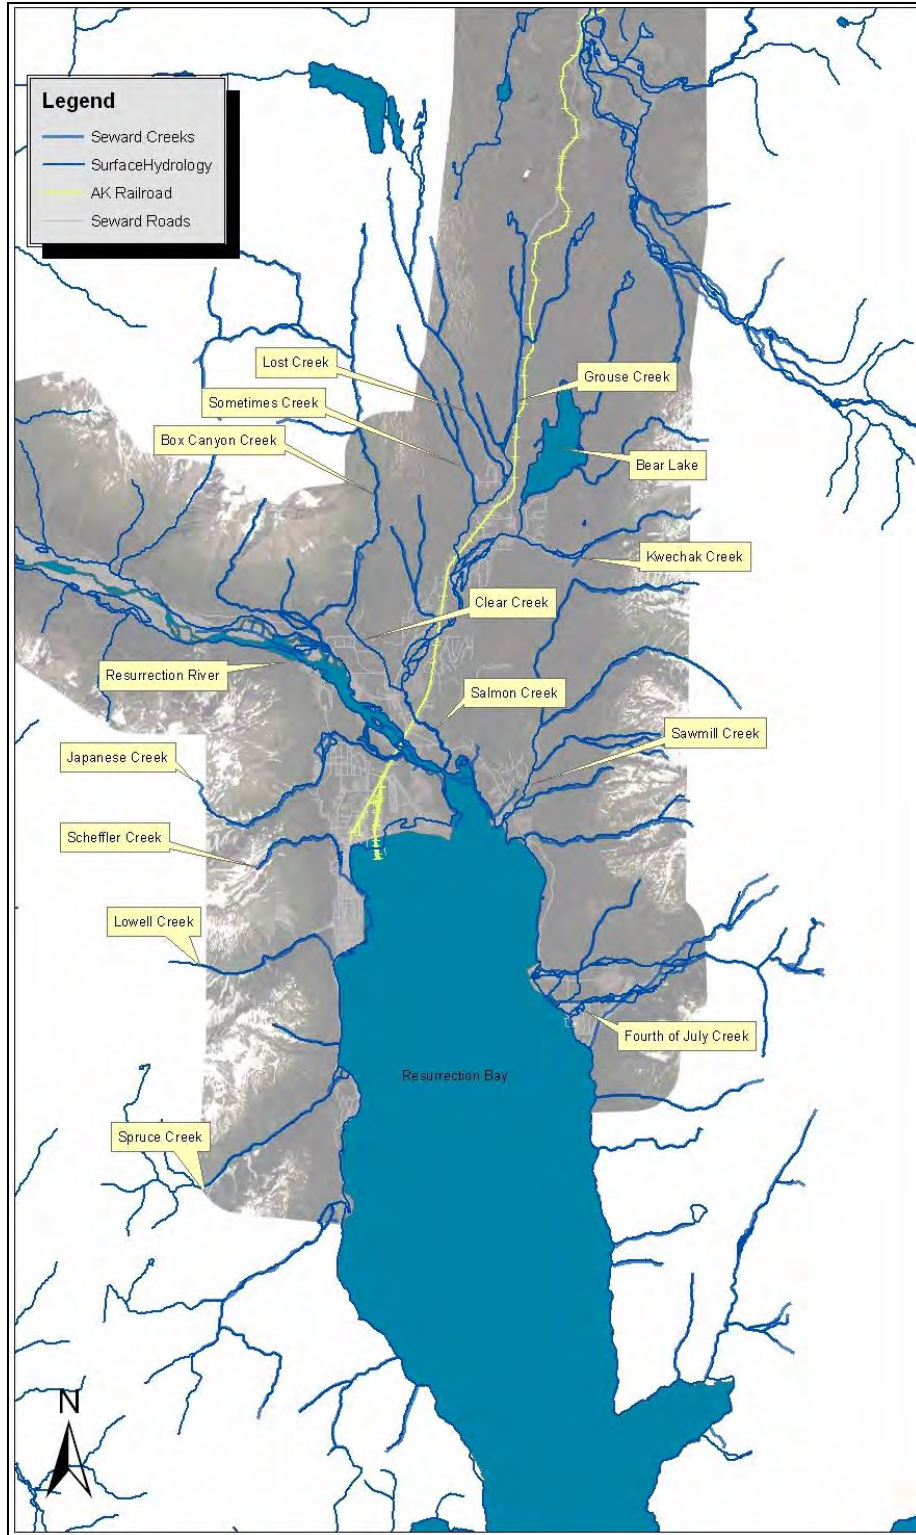 Legend
Seward Creeks
SurfaceHydrology
AK Railroad
Seward Roads
Lost Creek
Grouse Creek
Sometimes Creek
Box Canyon Creek
Bear Lake
Kwechak Creek
Clear Creek
Resurrection River
Salmon Creek
Sawmill Creek
Japanese Creek
Scheffler Creek
Lowell Creek
Fourth of July Creek
Resurrection Bay
Spruce Creek
N